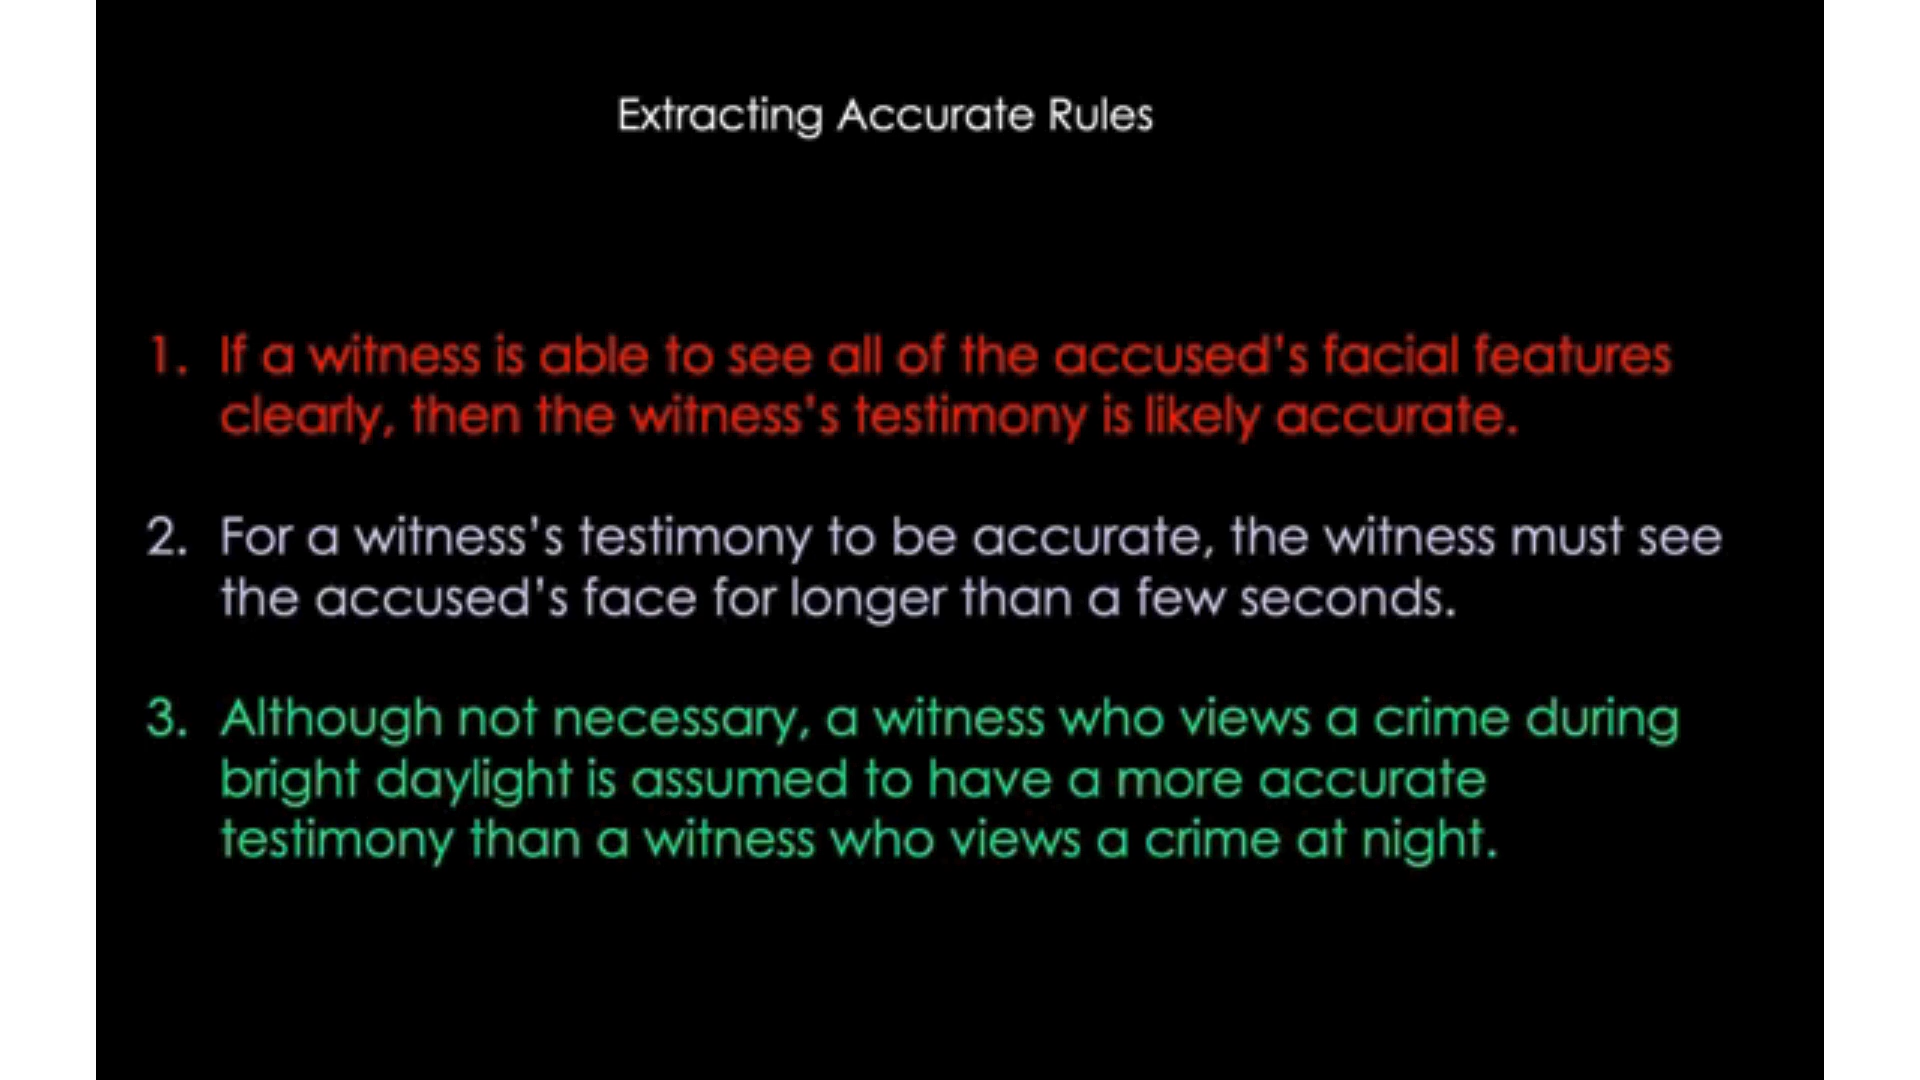 Extracting Accurate Rules
1. If a witness is able to see all of the accused's facial features
clearly, then the witness's testimony is likely accurate.
2. For a witness's testimony to be accurate, the witness must see
the accused's face for longer than a few seconds.
3. Although not necessary, a witness who views a crime during
bright daylight is assumed to have a more accurate
testimony than a witness who views a crime at night.